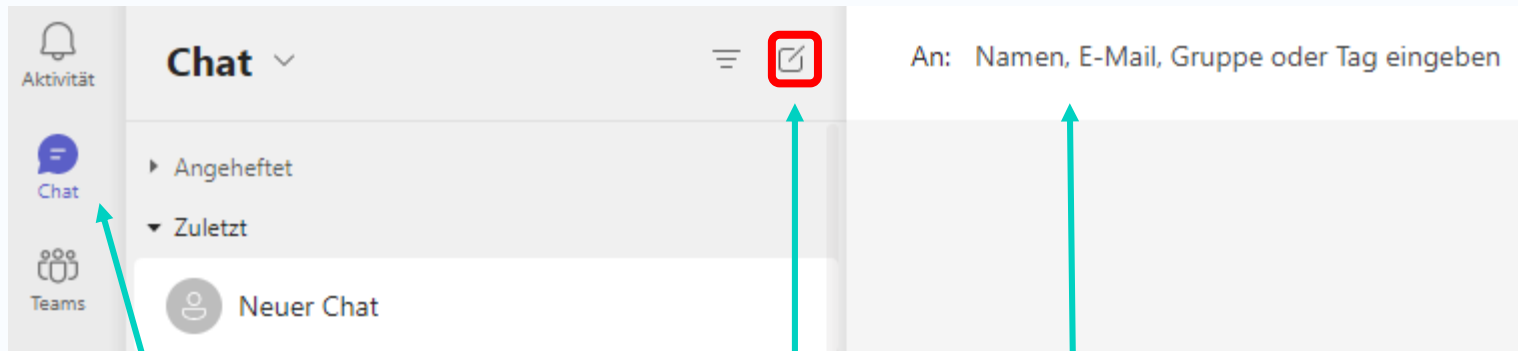 Aktivität
Chat
Teams
Chat
Angeheftet
Zuletzt
Neuer Chat
An: Namen, E-Mail, Gruppe oder Tag eingeben